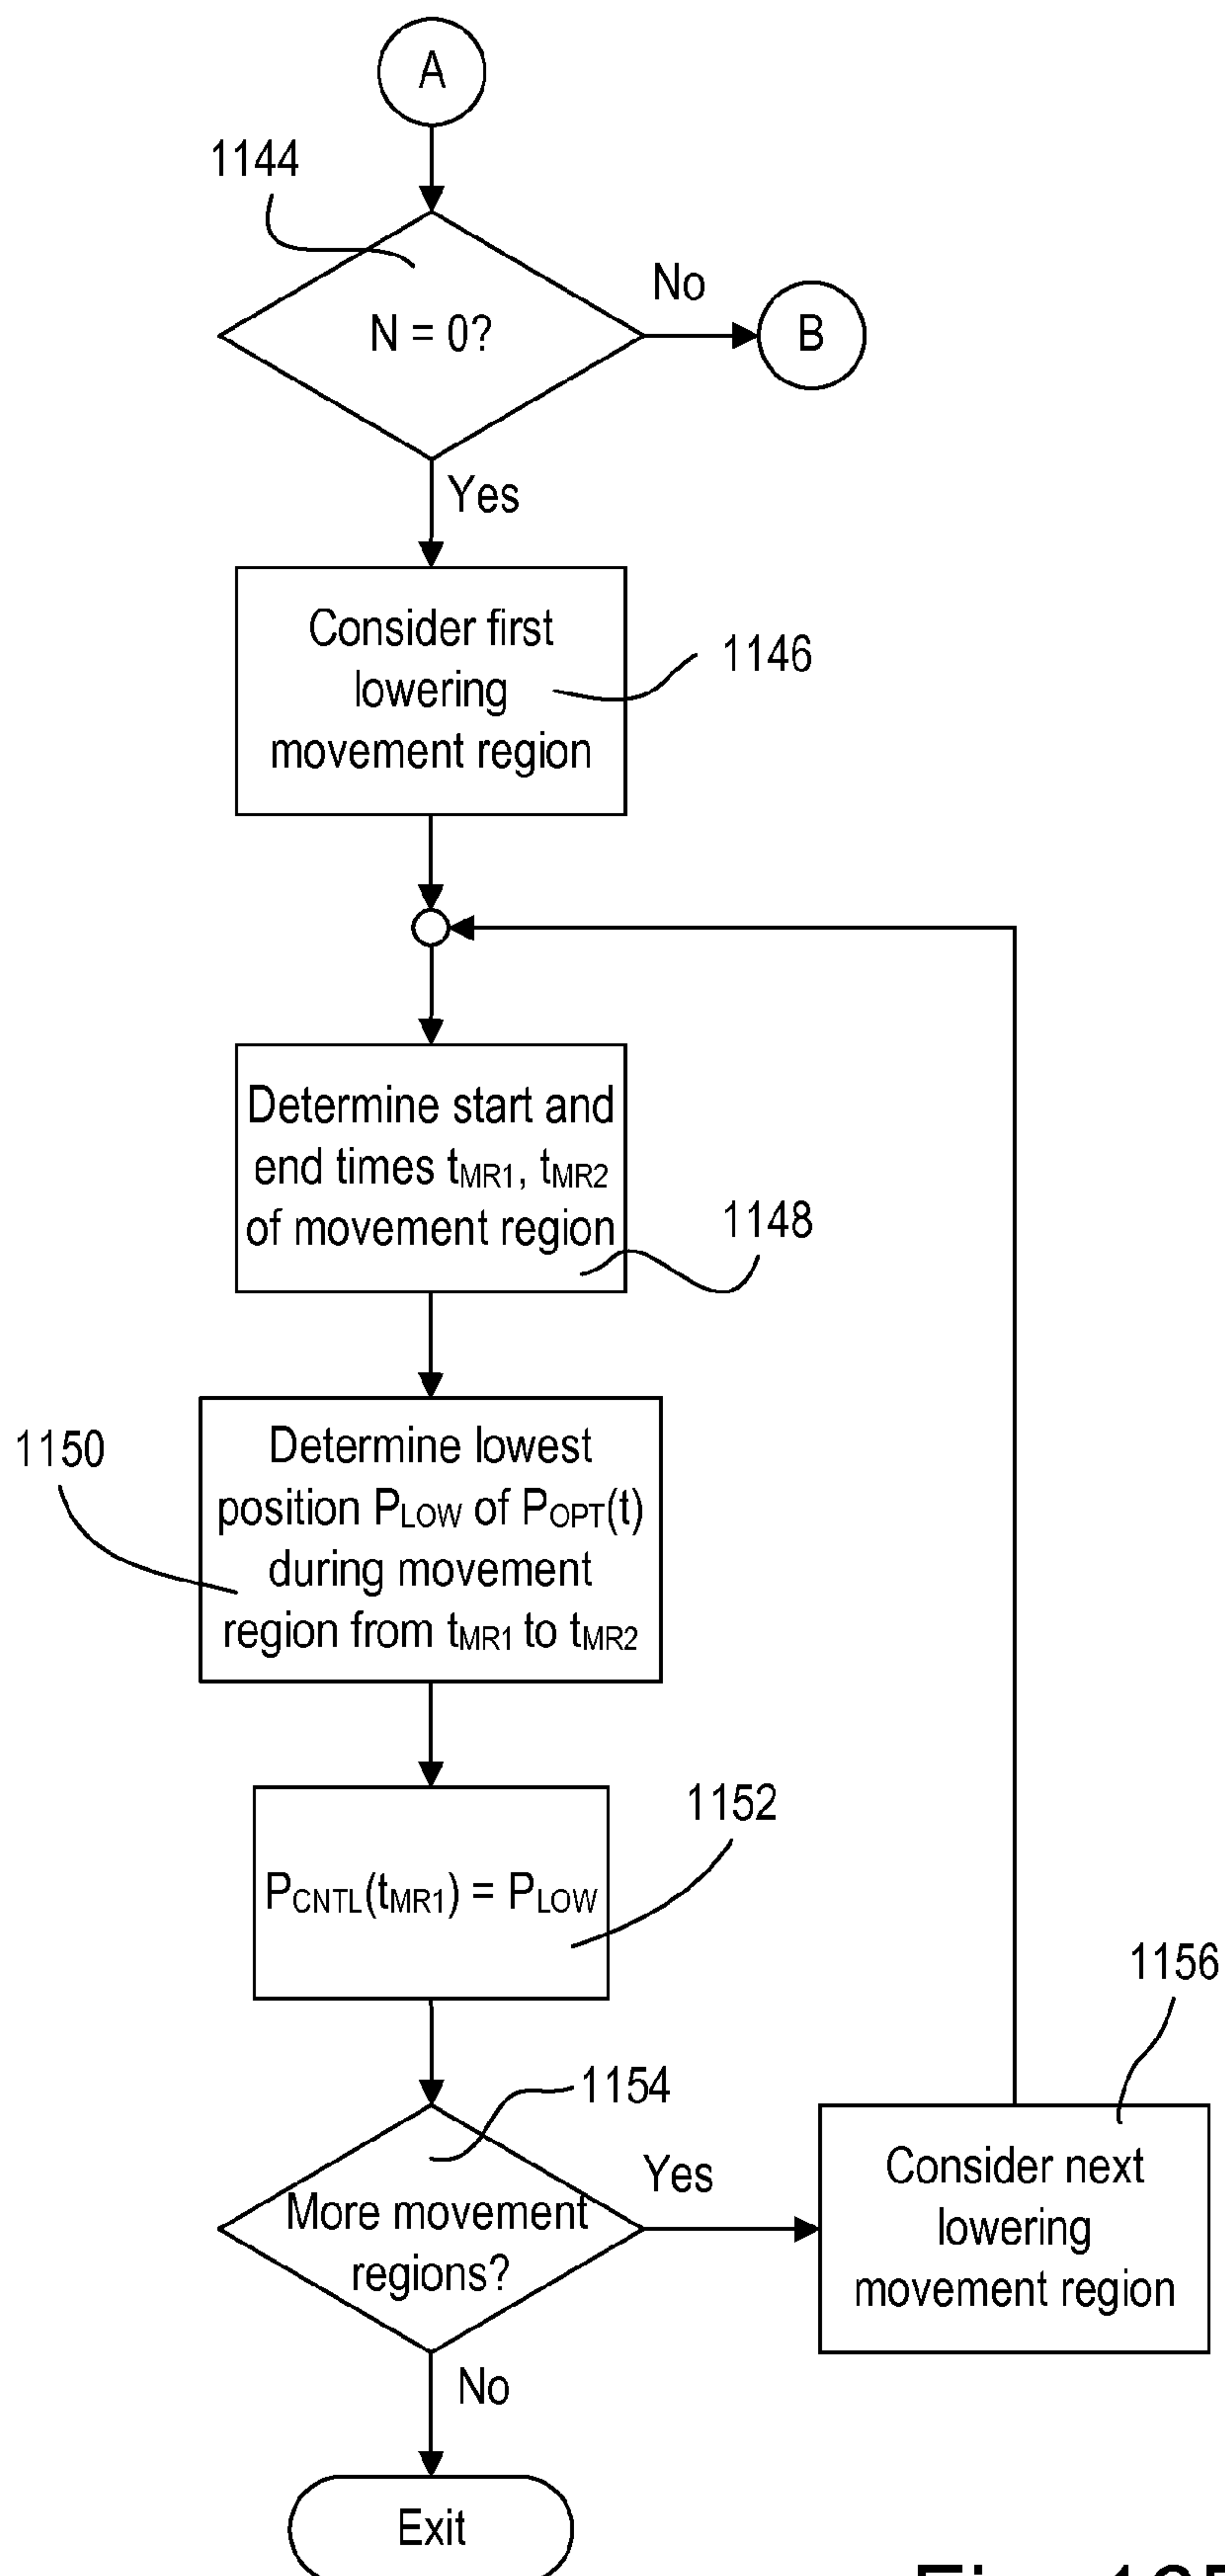 A
1144
N = 0?
No
B
Yes
Consider first
lowering
movement region
1146
Determine start and
end times tMR1, tMR2
of movement region
1148
1150
Determine lowest
position PLOW of POPT(t)
during movement
region from tMR1 to tMR2
1152
PCNTL(tMR1) = PLOW
1156
1154
More movement
regions?
Yes
Consider next
lowering
movement region
No
Exit